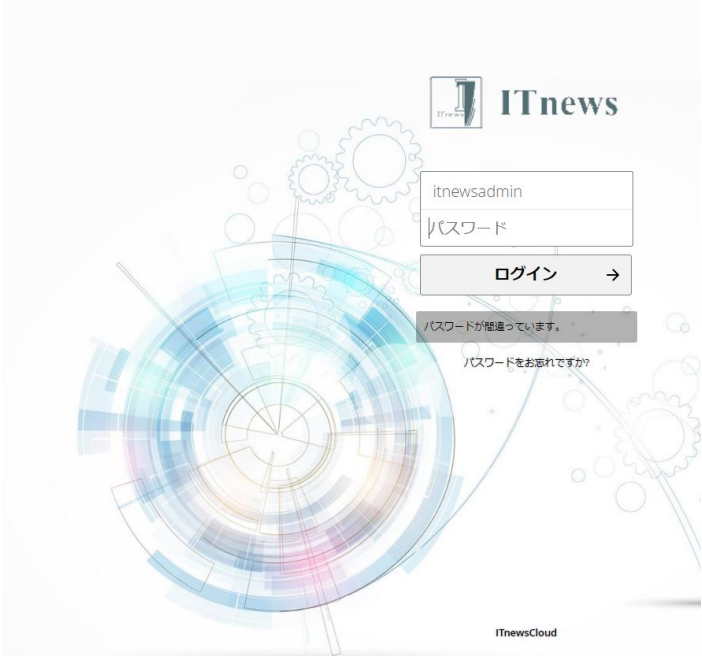 ITnews
ITnews
itnewsadmin
パスワード
ログイン →
パスワードが間違っています。
パスワードをお忘れですか?
ITnewsCloud